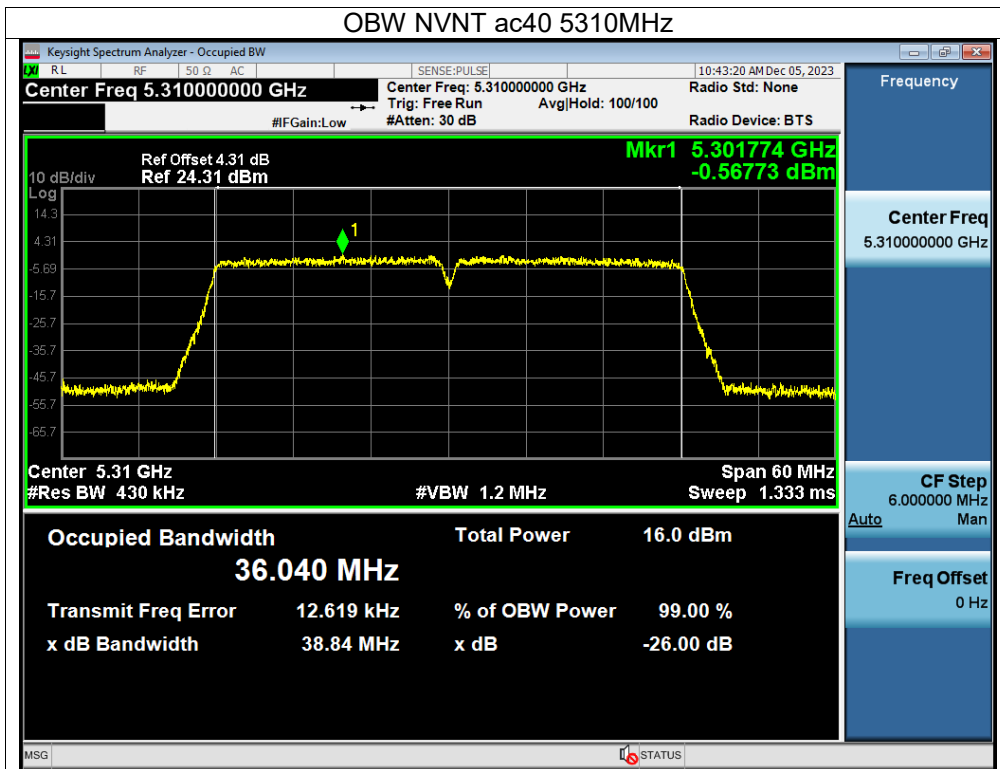 OBW NVNT ac40 5310MHz
Keysight Spectrum Analyzer - Occupied BW
LXI RL RF 50 Ω AC SENSE:PULSE 10:43:20 AM Dec 05, 2023
Center Freq 5.310000000 GHz Center Freq: 5.310000000 GHz Radio Std: None
Trig: Free Run Avg|Hold: 100/100
#IFGain:Low #Atten: 30 dB Radio Device: BTS
Ref Offset 4.31 dB Mkr1 5.301774 GHz
10 dB/div Ref 24.31 dBm -0.56773 dBm
Log
14.3
1
4.31
-5.69
-15.7
-25.7
-35.7
-45.7
-55.7
-65.7
Center 5.31 GHz Span 60 MHz
#Res BW 430 kHz #VBW 1.2 MHz Sweep 1.333 ms
Occupied Bandwidth Total Power 16.0 dBm
36.040 MHz
Transmit Freq Error 12.619 kHz % of OBW Power 99.00 %
x dB Bandwidth 38.84 MHz x dB -26.00 dB
MSG STATUS
Frequency
Center Freq
5.310000000 GHz
CF Step
6.000000 MHz
Auto Man
Freq Offset
0 Hz